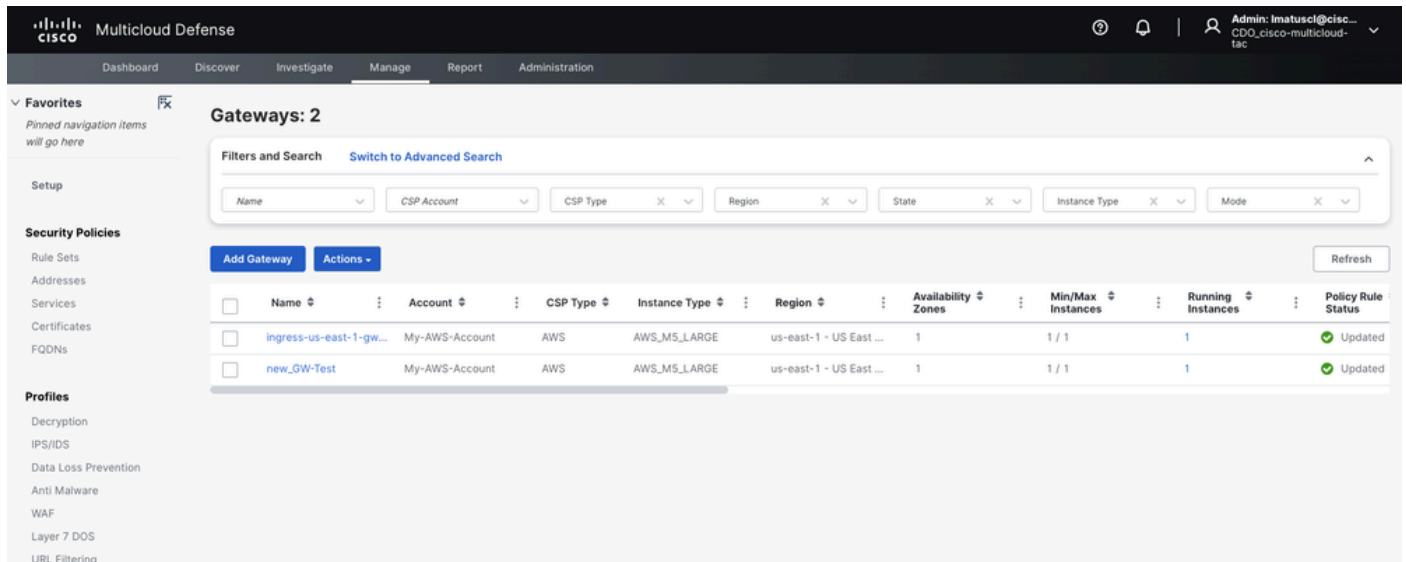 cisco
Multicloud Defense
Admin: lmatuscl@cisc...
CDO_cisco-multicloud-
tac
Dashboard Discover Investigate Manage Report Administration
Favorites
Pinned navigation items
will go here
Setup
Security Policies
Rule Sets
Addresses
Services
Certificates
FQDNs
Profiles
Decryption
IPS/IDS
Data Loss Prevention
Anti Malware
WAF
Layer 7 DOS
URL Filtering
Gateways: 2
Filters and Search Switch to Advanced Search
Name CSP Account CSP Type Region State Instance Type Mode
Add Gateway Actions Refresh
Name Account CSP Type Instance Type Region Availability Zones Min/Max Instances Running Instances Policy Rule Status
ingress-us-east-1-gw... My-AWS-Account AWS AWS_M5_LARGE us-east-1 - US East ... 1 1 / 1 1 Updated
new_GW-Test My-AWS-Account AWS AWS_M5_LARGE us-east-1 - US East ... 1 1 / 1 1 Updated